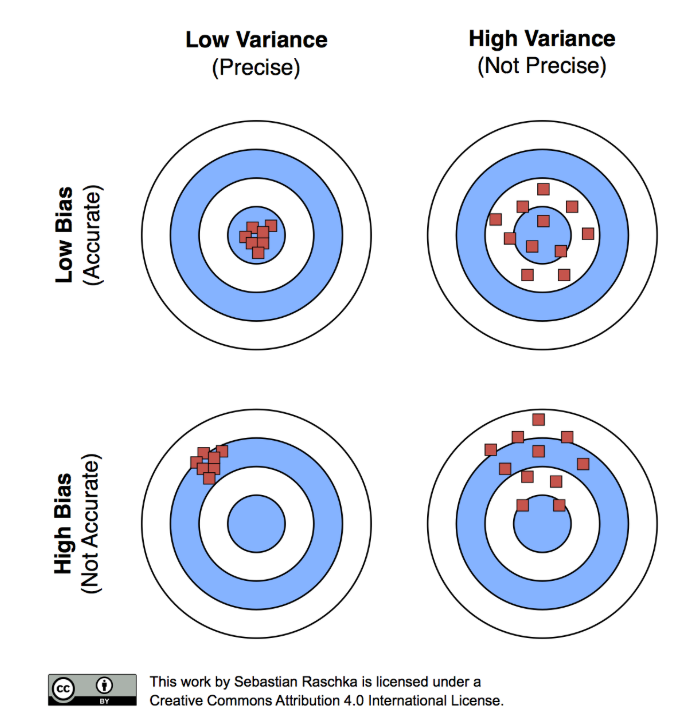 Low Variance
(Precise)
High Variance
(Not Precise)
Low Bias
(Accurate)
High Bias
(Not Accurate)
cc
BY
This work by Sebastian Raschka is licensed under a
Creative Commons Attribution 4.0 International License.